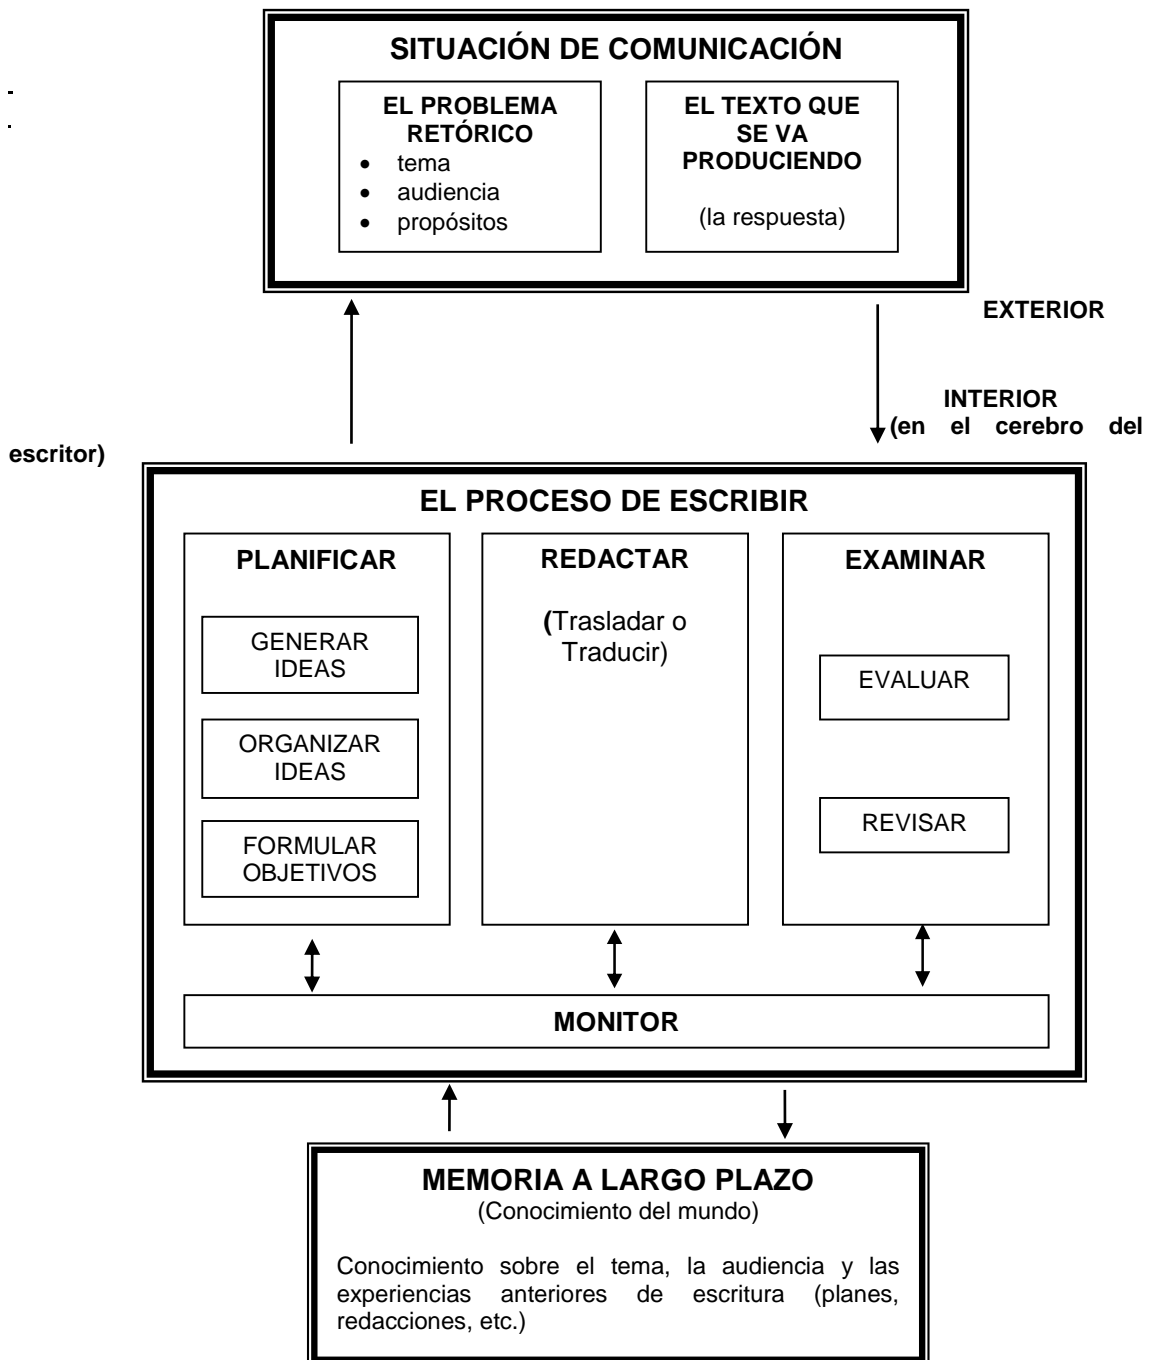 SITUACIÓN DE COMUNICACIÓN
EL PROBLEMA
RETÓRICO
• tema
• audiencia
• propósitos
EL TEXTO QUE
SE VA
PRODUCIENDO
(la respuesta)
EXTERIOR
INTERIOR
(en el cerebro del
escritor)
EL PROCESO DE ESCRIBIR
PLANIFICAR
GENERAR
IDEAS
ORGANIZAR
IDEAS
FORMULAR
OBJETIVOS
REDACTAR
(Trasladar o
Traducir)
EXAMINAR
EVALUAR
REVISAR
MONITOR
MEMORIA A LARGO PLAZO
(Conocimiento del mundo)
Conocimiento sobre el tema, la audiencia y las
experiencias anteriores de escritura (planes,
redacciones, etc.)